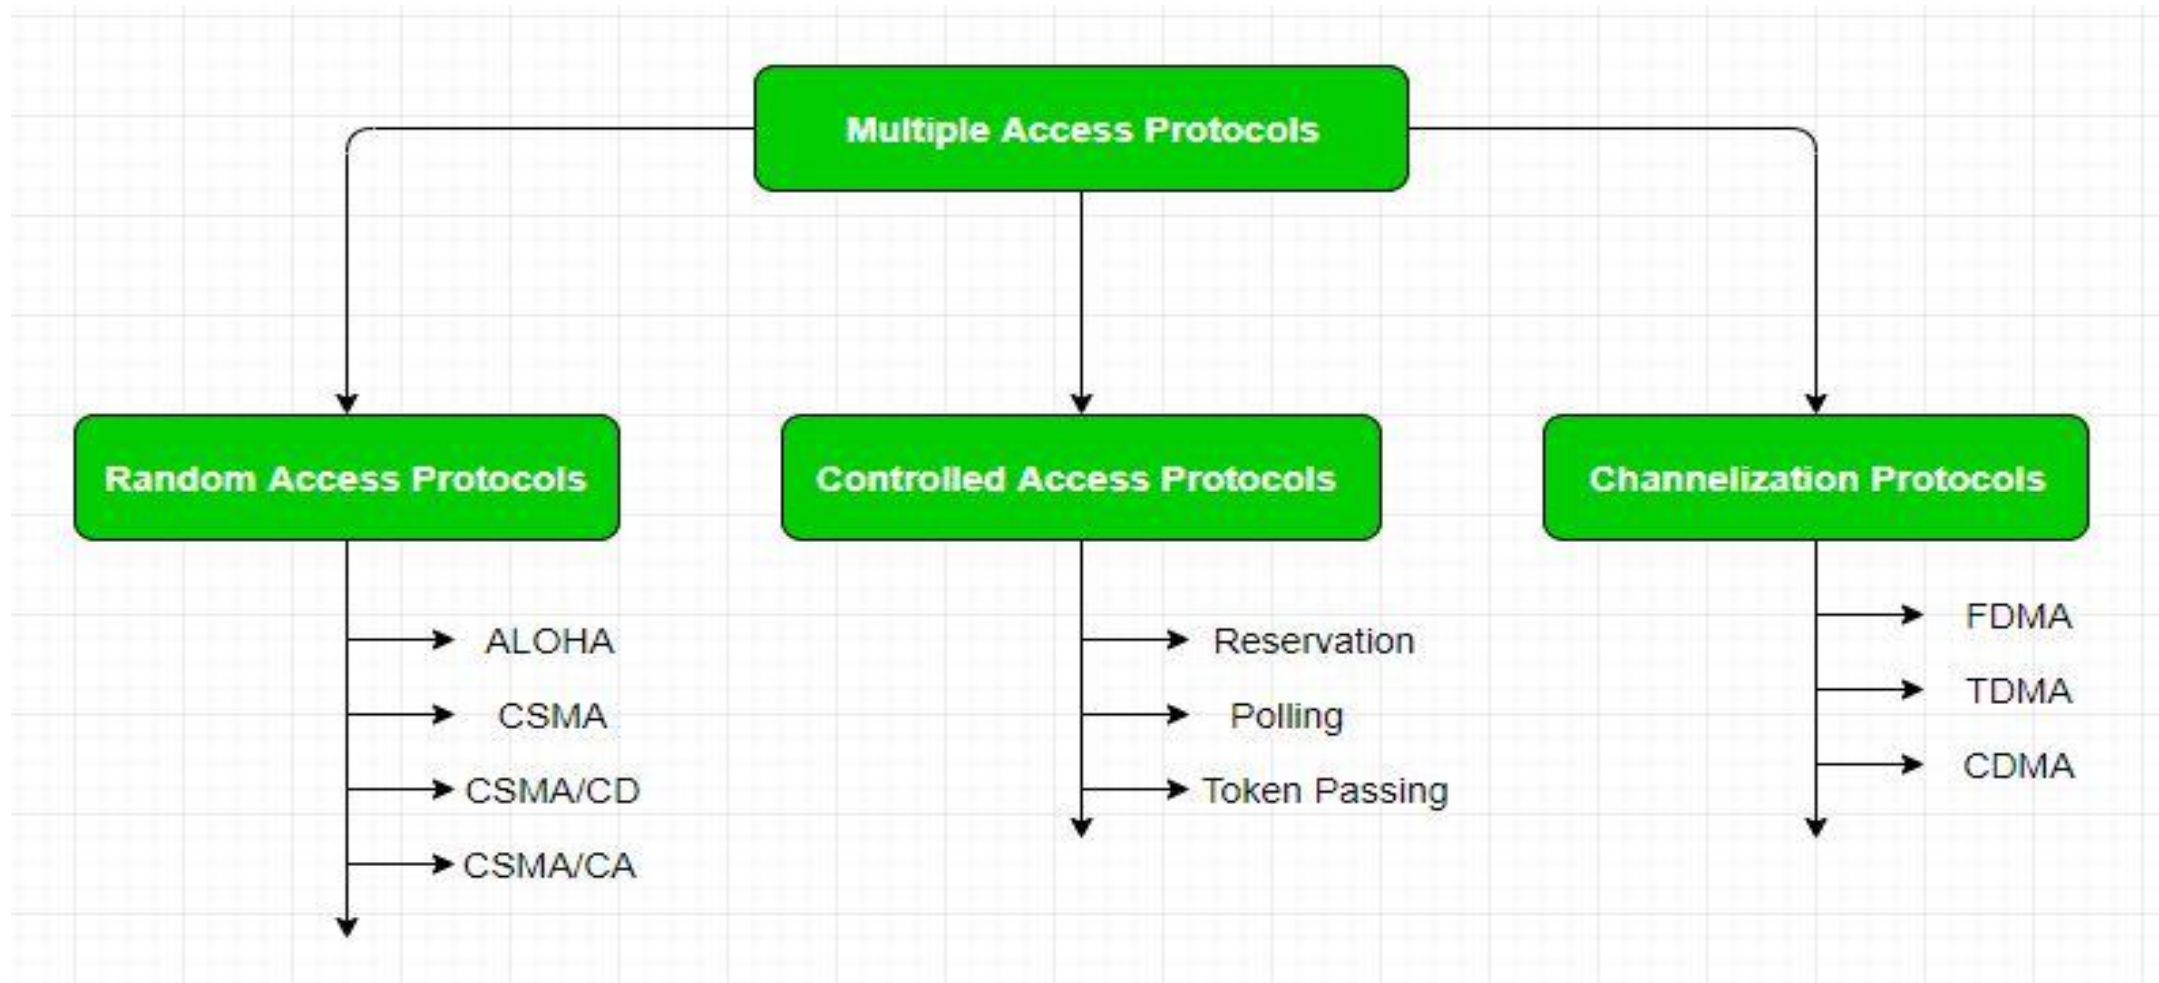 Multiple Access Protocols
Random Access Protocols
Controlled Access Protocols
Channelization Protocols
ALOHA
CSMA
CSMA/CD
CSMA/CA
Reservation
Polling
Token Passing
FDMA
TDMA
CDMA